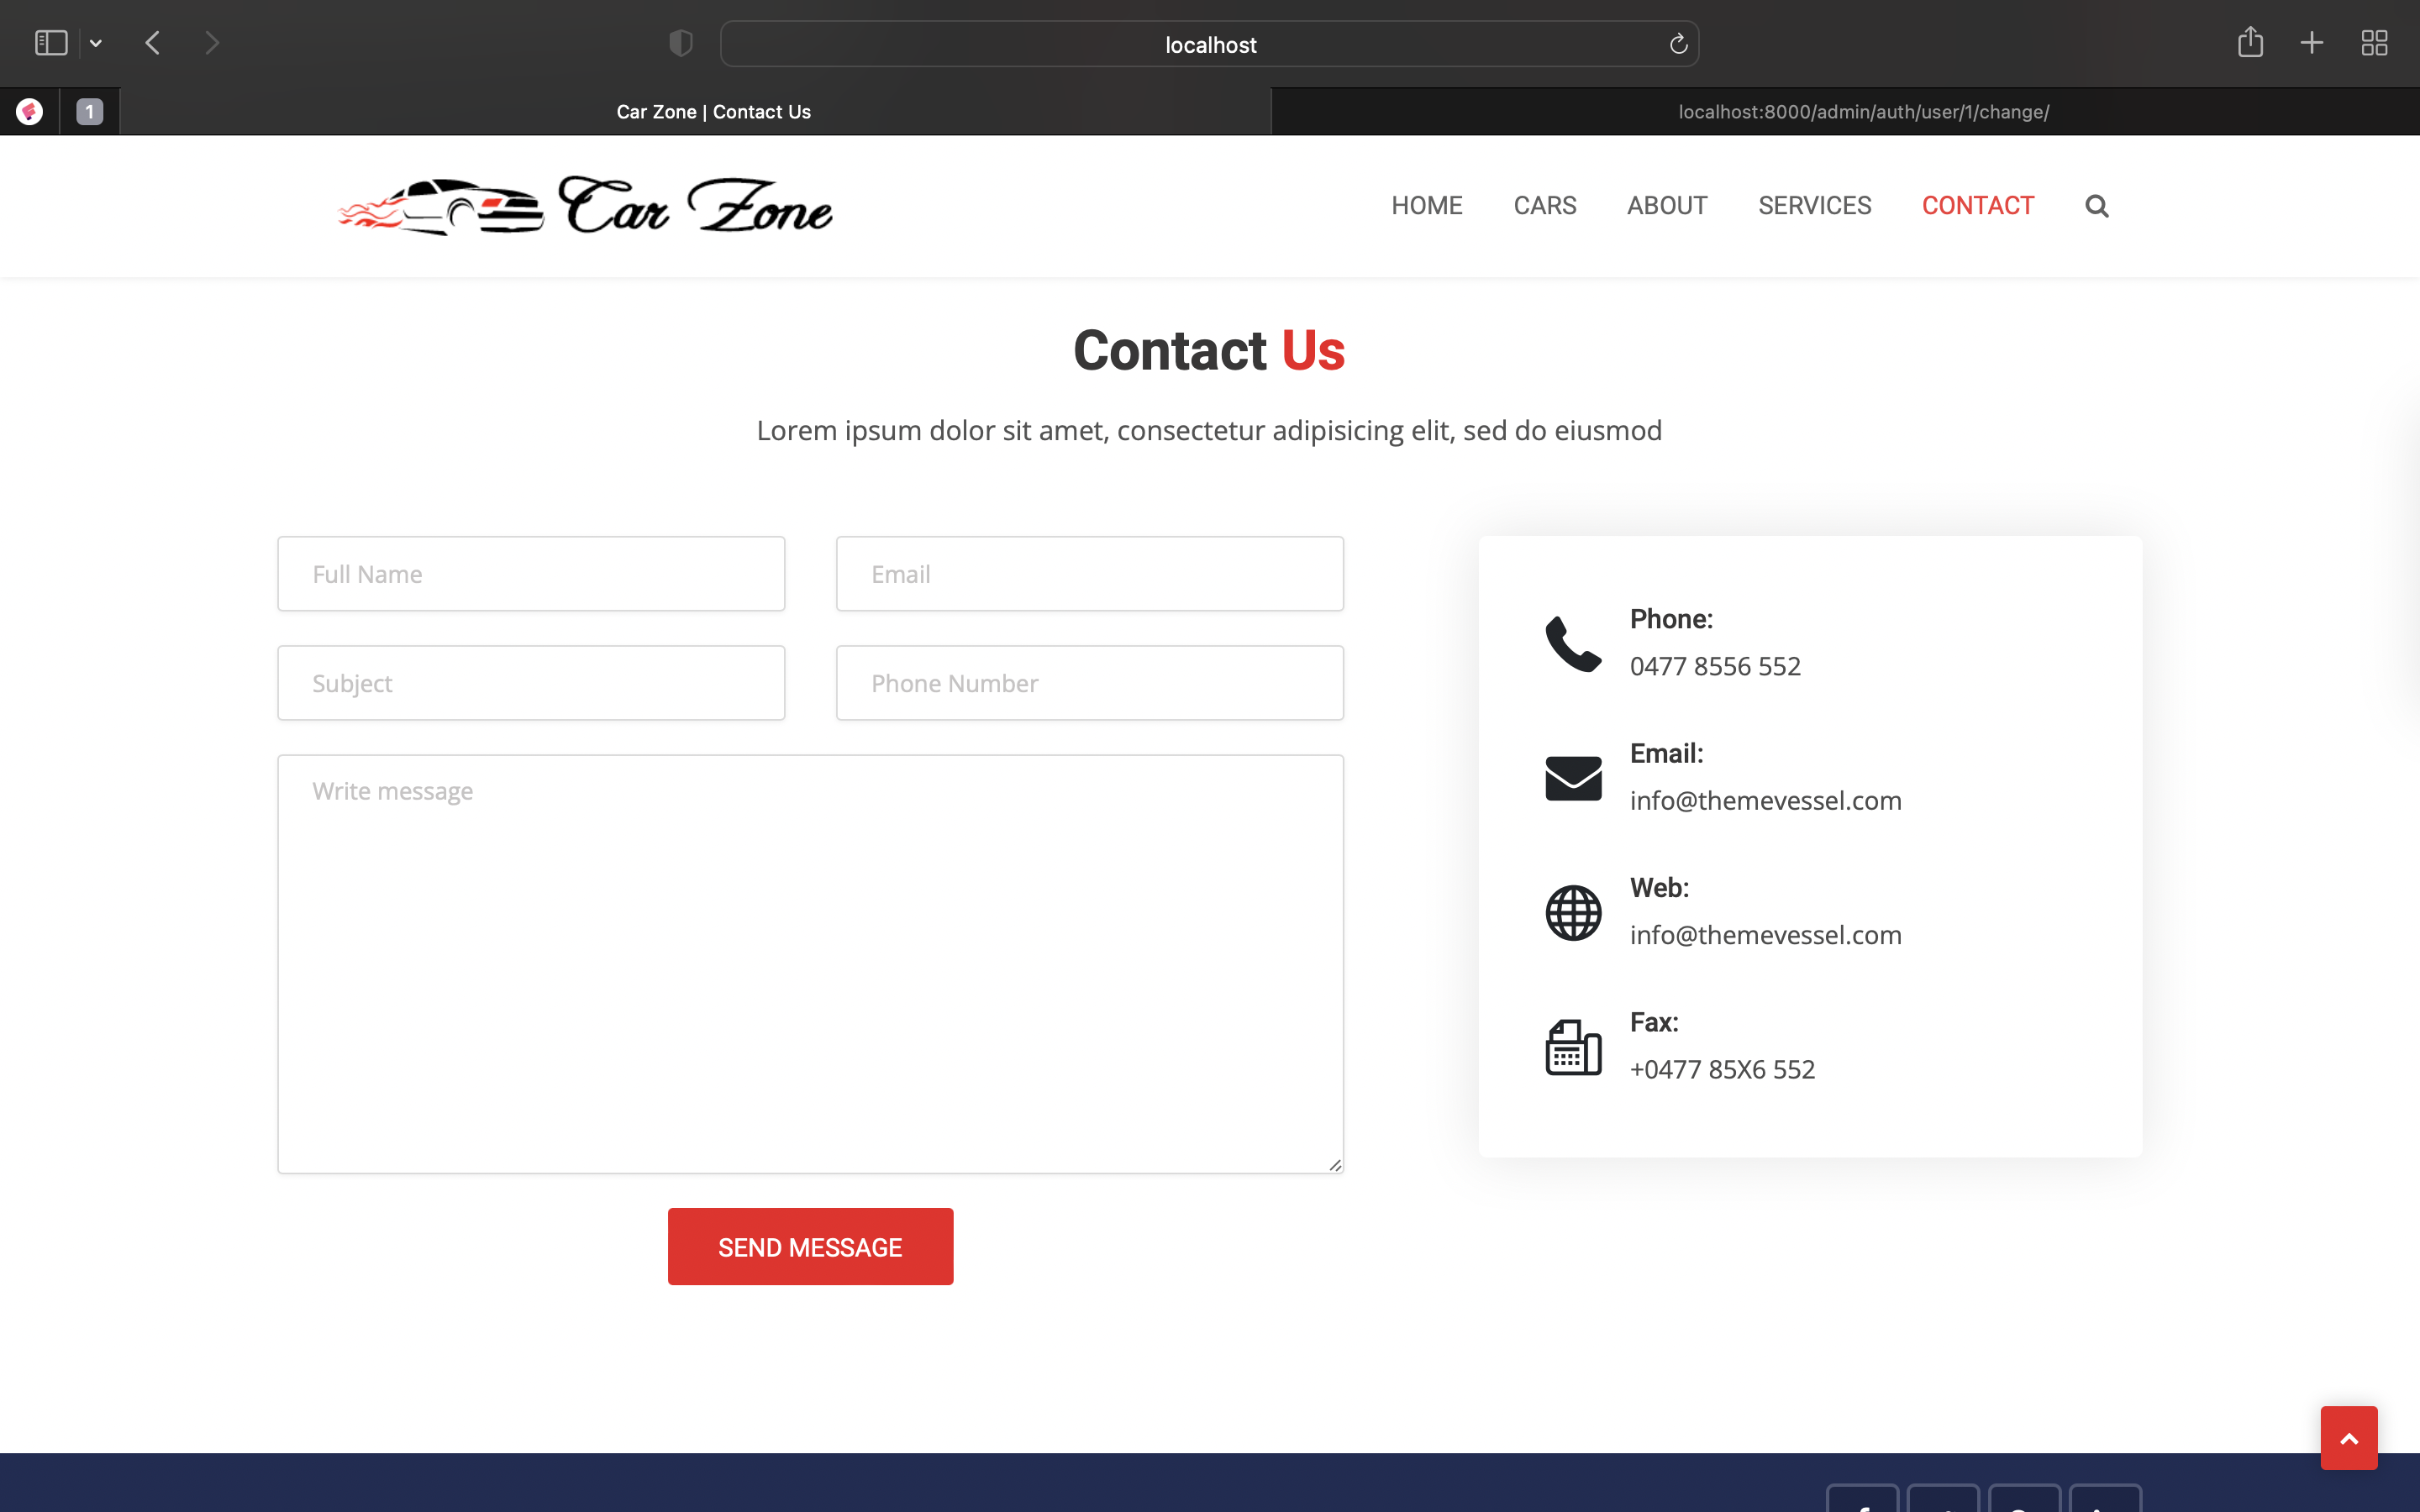 localhost
1
Car Zone | Contact Us
localhost:8000/admin/auth/user/1/change/
Car Zone
HOME CARS ABOUT SERVICES CONTACT
Contact Us
Lorem ipsum dolor sit amet, consectetur adipisicing elit, sed do eiusmod
Full Name
Email
Subject
Phone Number
Write message
SEND MESSAGE
Phone:
0477 8556 552
Email:
info@themevessel.com
Web:
info@themevessel.com
Fax:
+0477 85X6 552